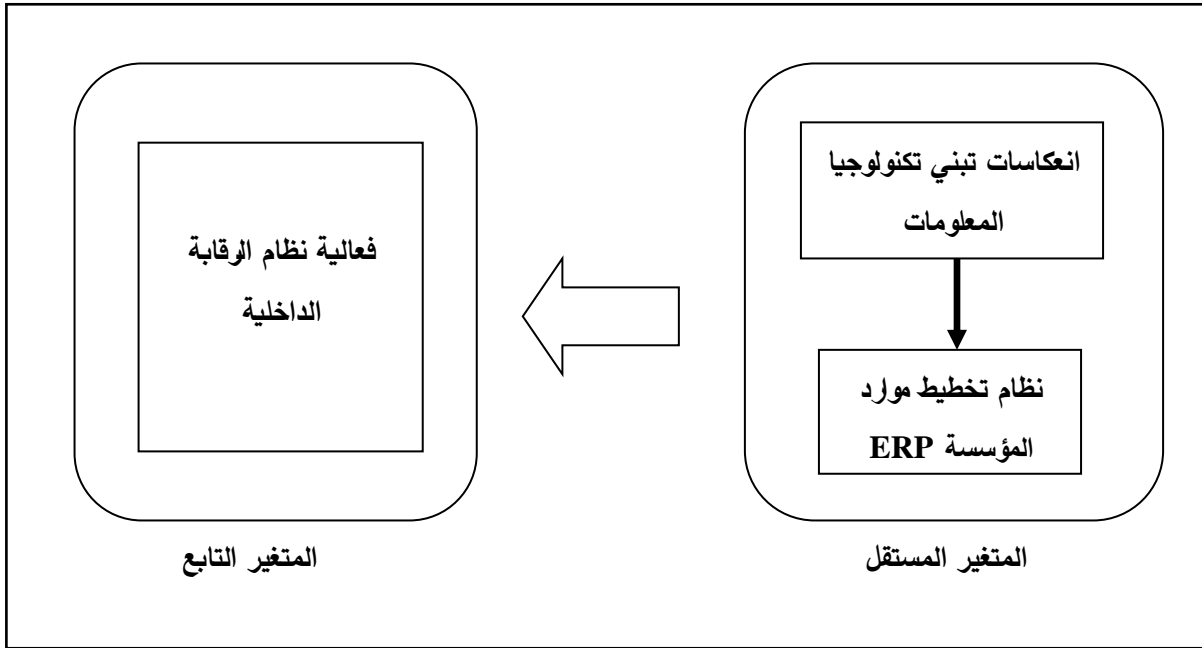 انعكاسات تبني تكنولوجيا
المعلومات
نظام تخطيط موارد
المؤسسة ERP
المتغير المستقل
فعالية نظام الرقابة
الداخلية
المتغير التابع